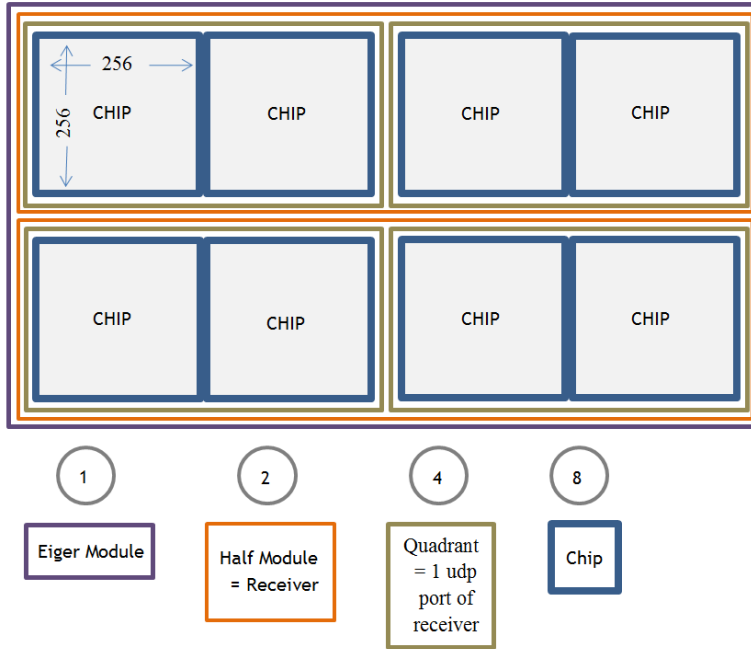 256
256
CHIP
CHIP
CHIP
CHIP
CHIP
CHIP
CHIP
CHIP
1
2
4
8
Eiger Module
Half Module
= Receiver
Quadrant
= 1 udp
port of
receiver
Chip